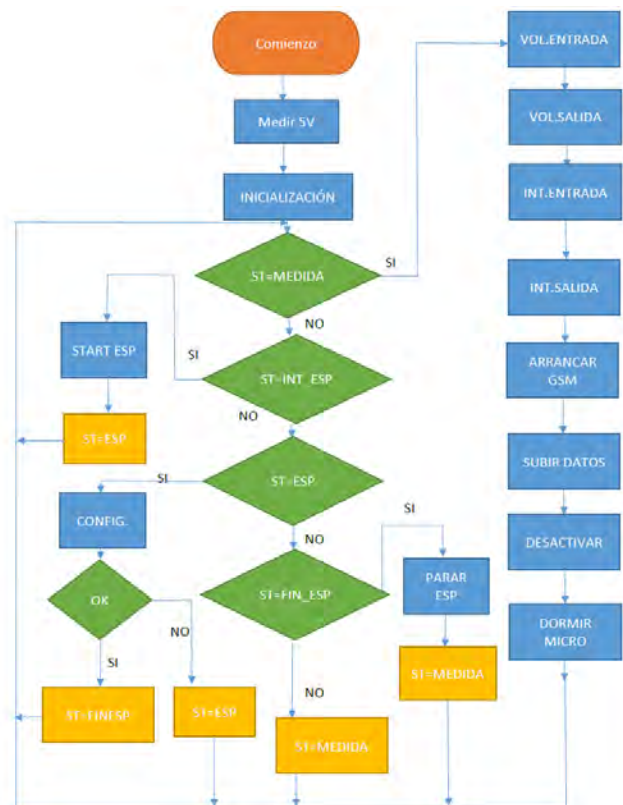 Comienzo
VOL.ENTRADA
Medir 5V
VOL.SALIDA
INICIALIZACIÓN
INT.ENTRADA
ST=MEDIDA
SI
NO
INT.SALIDA
START ESP
SI
ST=INT_ESP
ARRANCAR
GSM
NO
ST=ESP
ST=ESP
SI
SUBIR DATOS
CONFIG.
SI
NO
DESACTIVAR
OK
ST=FIN_ESP
PARAR
ESP
NO
DORMIR
MICRO
SI
ST=MEDIDA
NO
ST=FINESP
ST=ESP
ST=MEDIDA